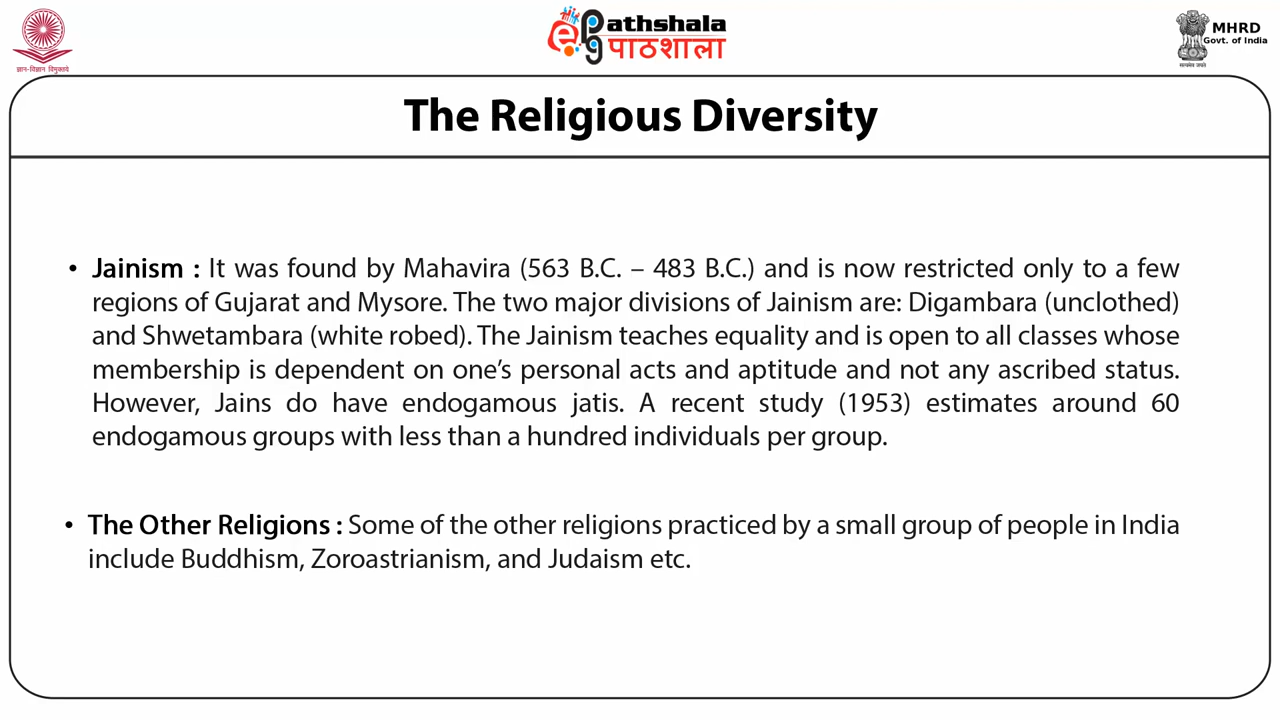 ज्ञान-विज्ञान विमुक्तये
epathshala
पाठशाला
सत्यमेव जयते
MHRD
Govt. of India
The Religious Diversity
• Jainism : It was found by Mahavira (563 B.C. – 483 B.C.) and is now restricted only to a few
regions of Gujarat and Mysore. The two major divisions of Jainism are: Digambara (unclothed)
and Shwetambara (white robed). The Jainism teaches equality and is open to all classes whose
membership is dependent on one’s personal acts and aptitude and not any ascribed status.
However, Jains do have endogamous jatis. A recent study (1953) estimates around 60
endogamous groups with less than a hundred individuals per group.
• The Other Religions : Some of the other religions practiced by a small group of people in India
include Buddhism, Zoroastrianism, and Judaism etc.